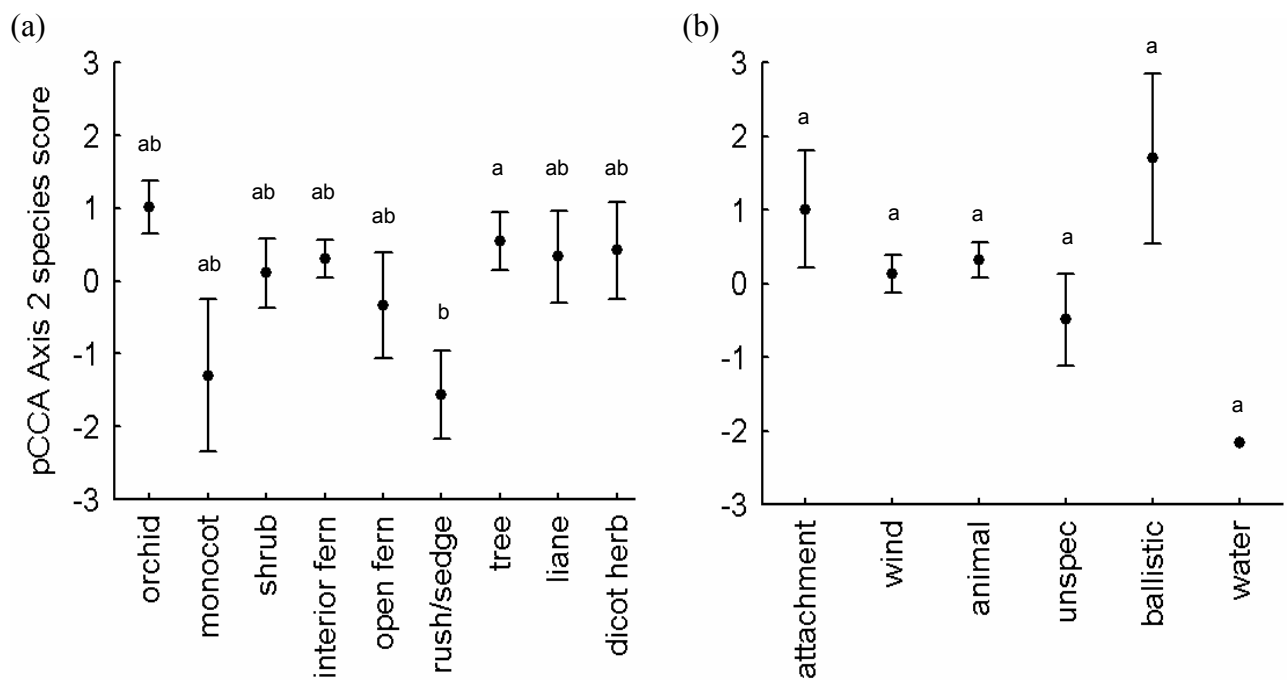 (a)
pCCA Axis 2 species score
3
2
1
0
-1
-2
-3
ab
ab
ab
ab
ab
b
a
ab
ab
orchid
monocot
shrub
interior fern
open fern
rush/sedge
tree
liane
dicot herb
(b)
3
2
1
0
-1
-2
-3
a
a
a
a
a
a
attachment
wind
animal
unspec
ballistic
water